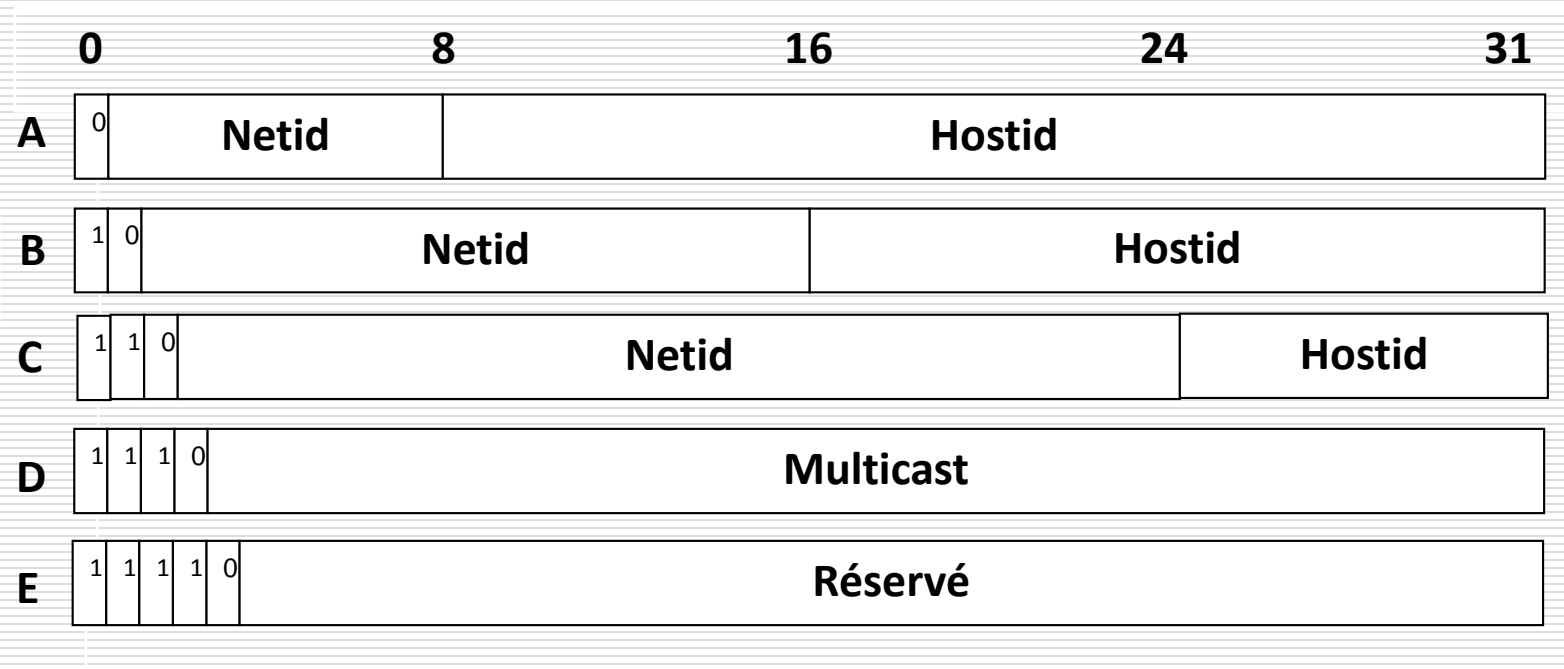 0 8 16 24 31
A 0 Netid Hostid
B 1 0 Netid Hostid
C 1 1 0 Netid Hostid
D 1 1 1 0 Multicast
E 1 1 1 1 0 Réservé